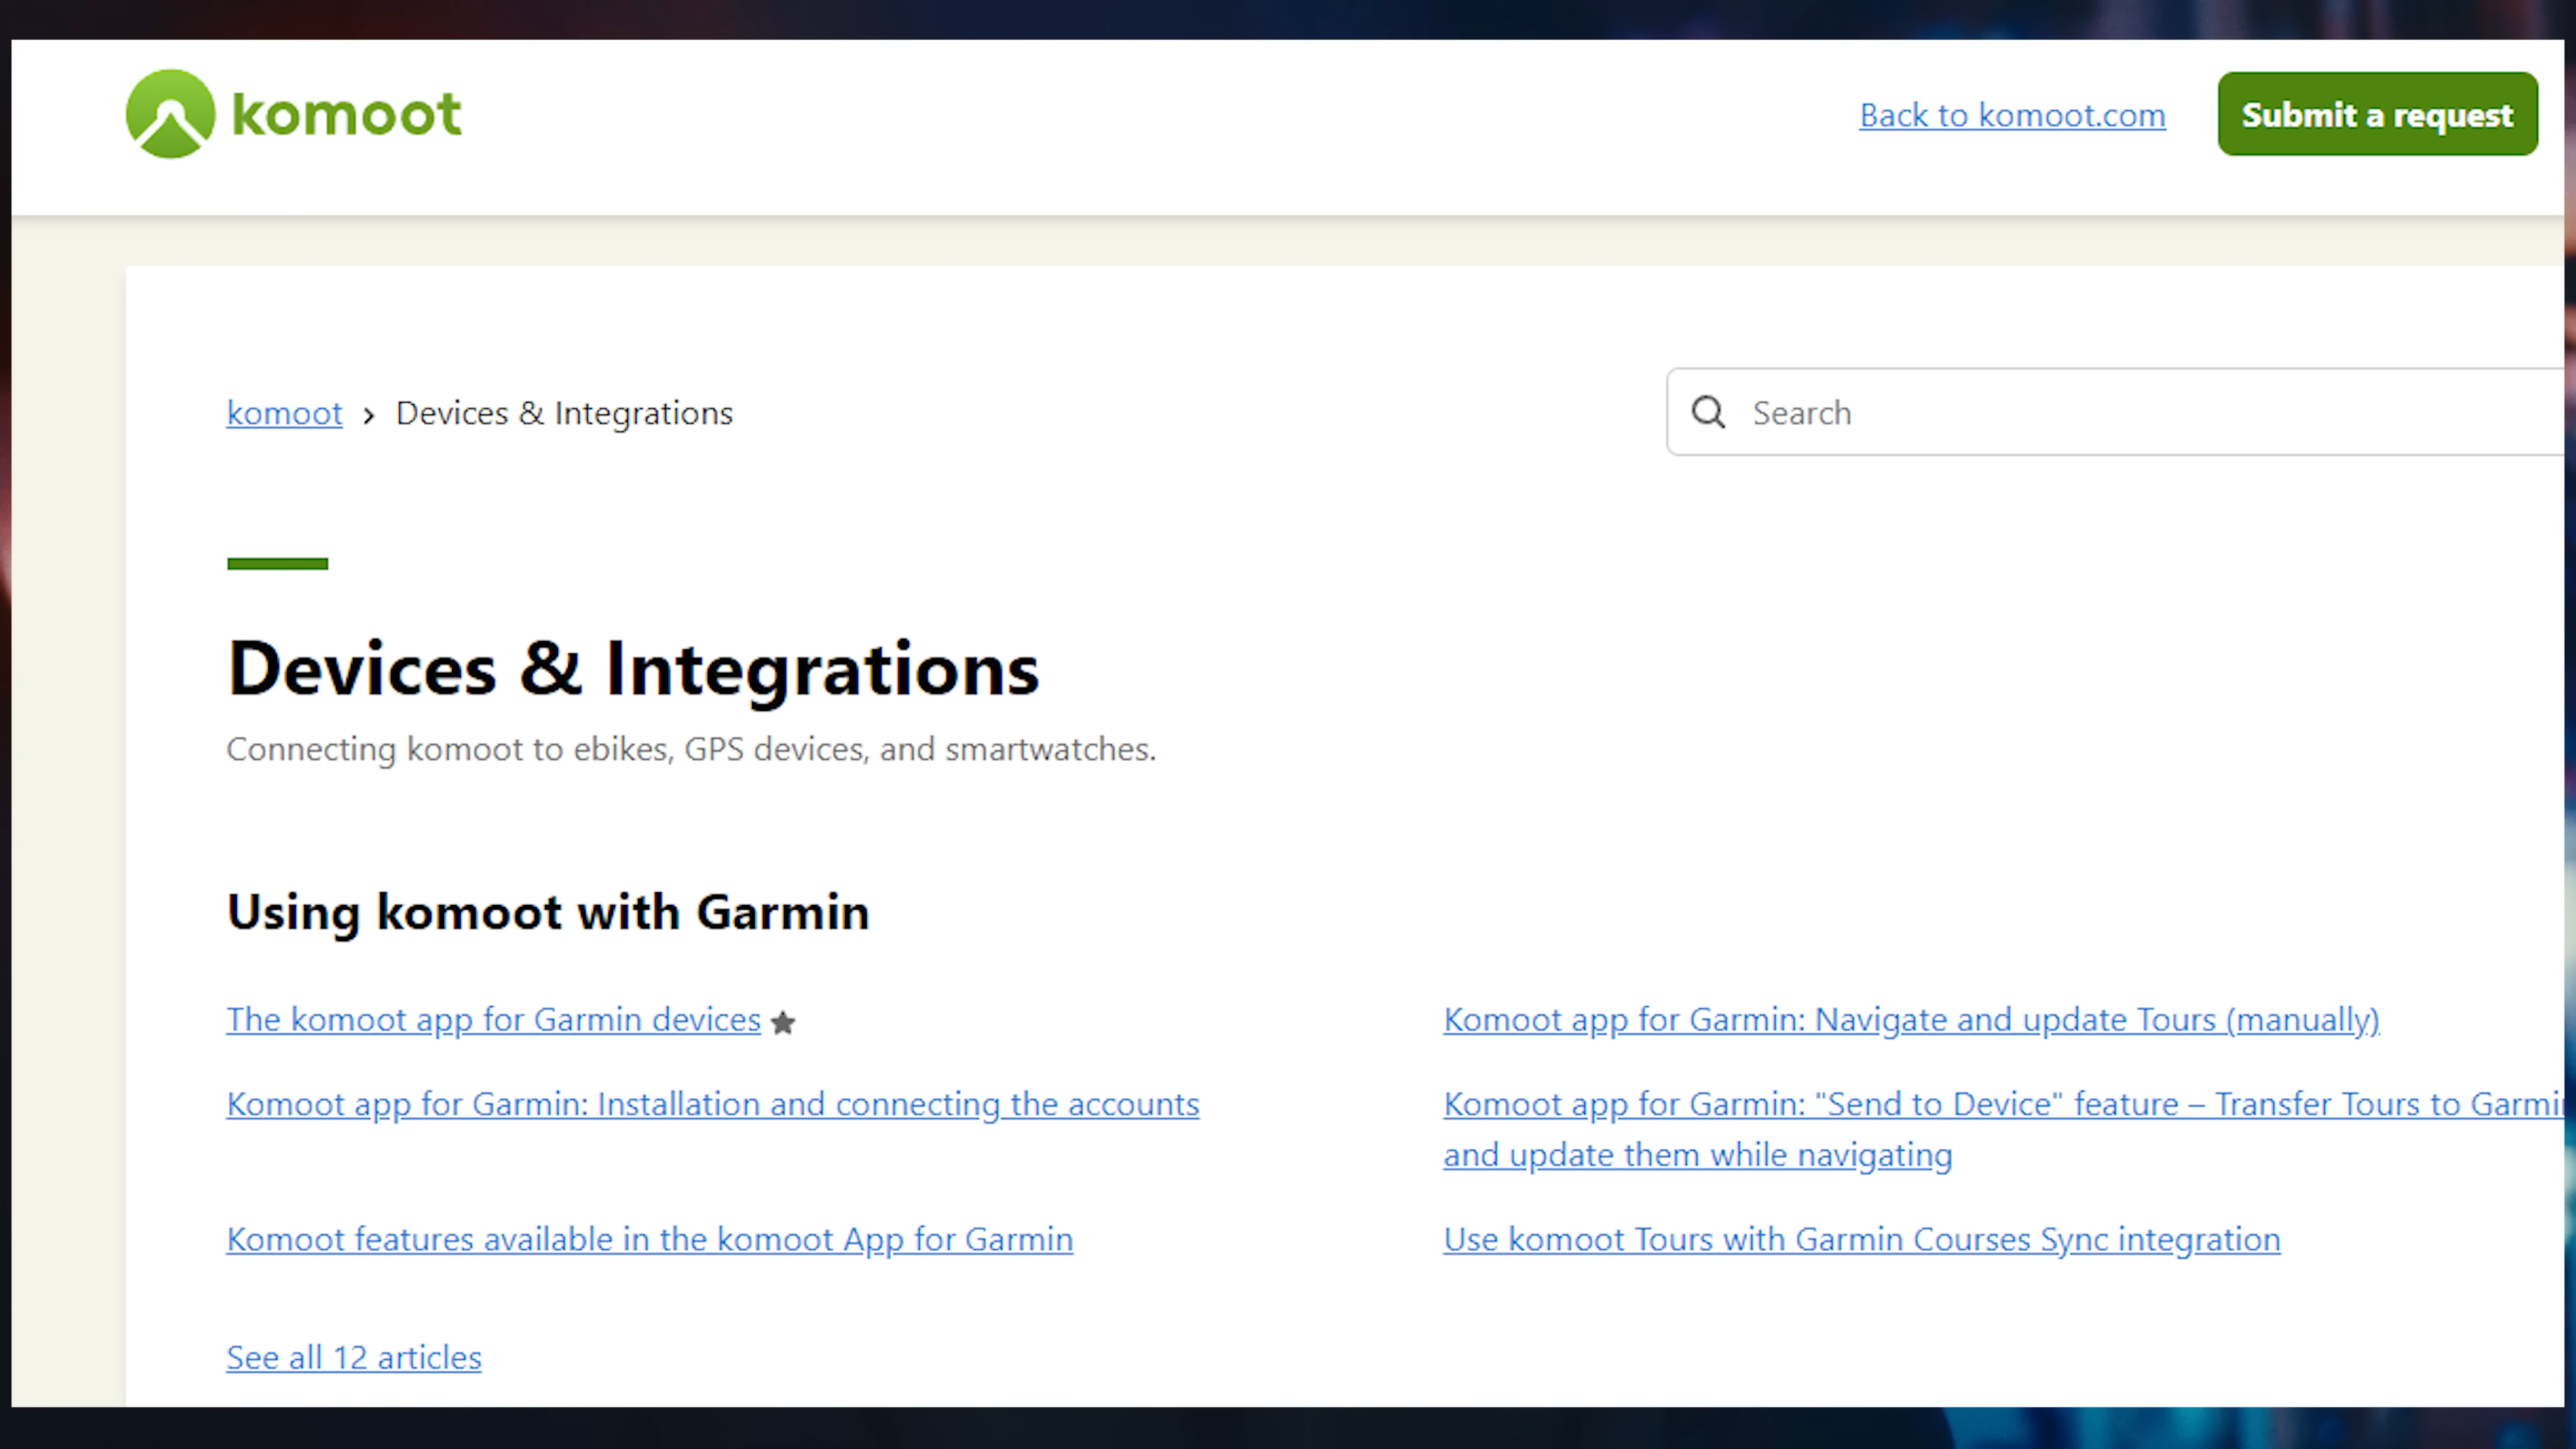 komoot
Back to komoot.com
Submit a request
komoot > Devices & Integrations
Search
Devices & Integrations
Connecting komoot to ebikes, GPS devices, and smartwatches.
Using komoot with Garmin
The komoot app for Garmin devices ★
Komoot app for Garmin: Navigate and update Tours (manually)
Komoot app for Garmin: Installation and connecting the accounts
Komoot app for Garmin: "Send to Device" feature – Transfer Tours to
and update them while navigating
Komoot features available in the komoot App for Garmin
Use komoot Tours with Garmin Courses Sync integration
See all 12 articles